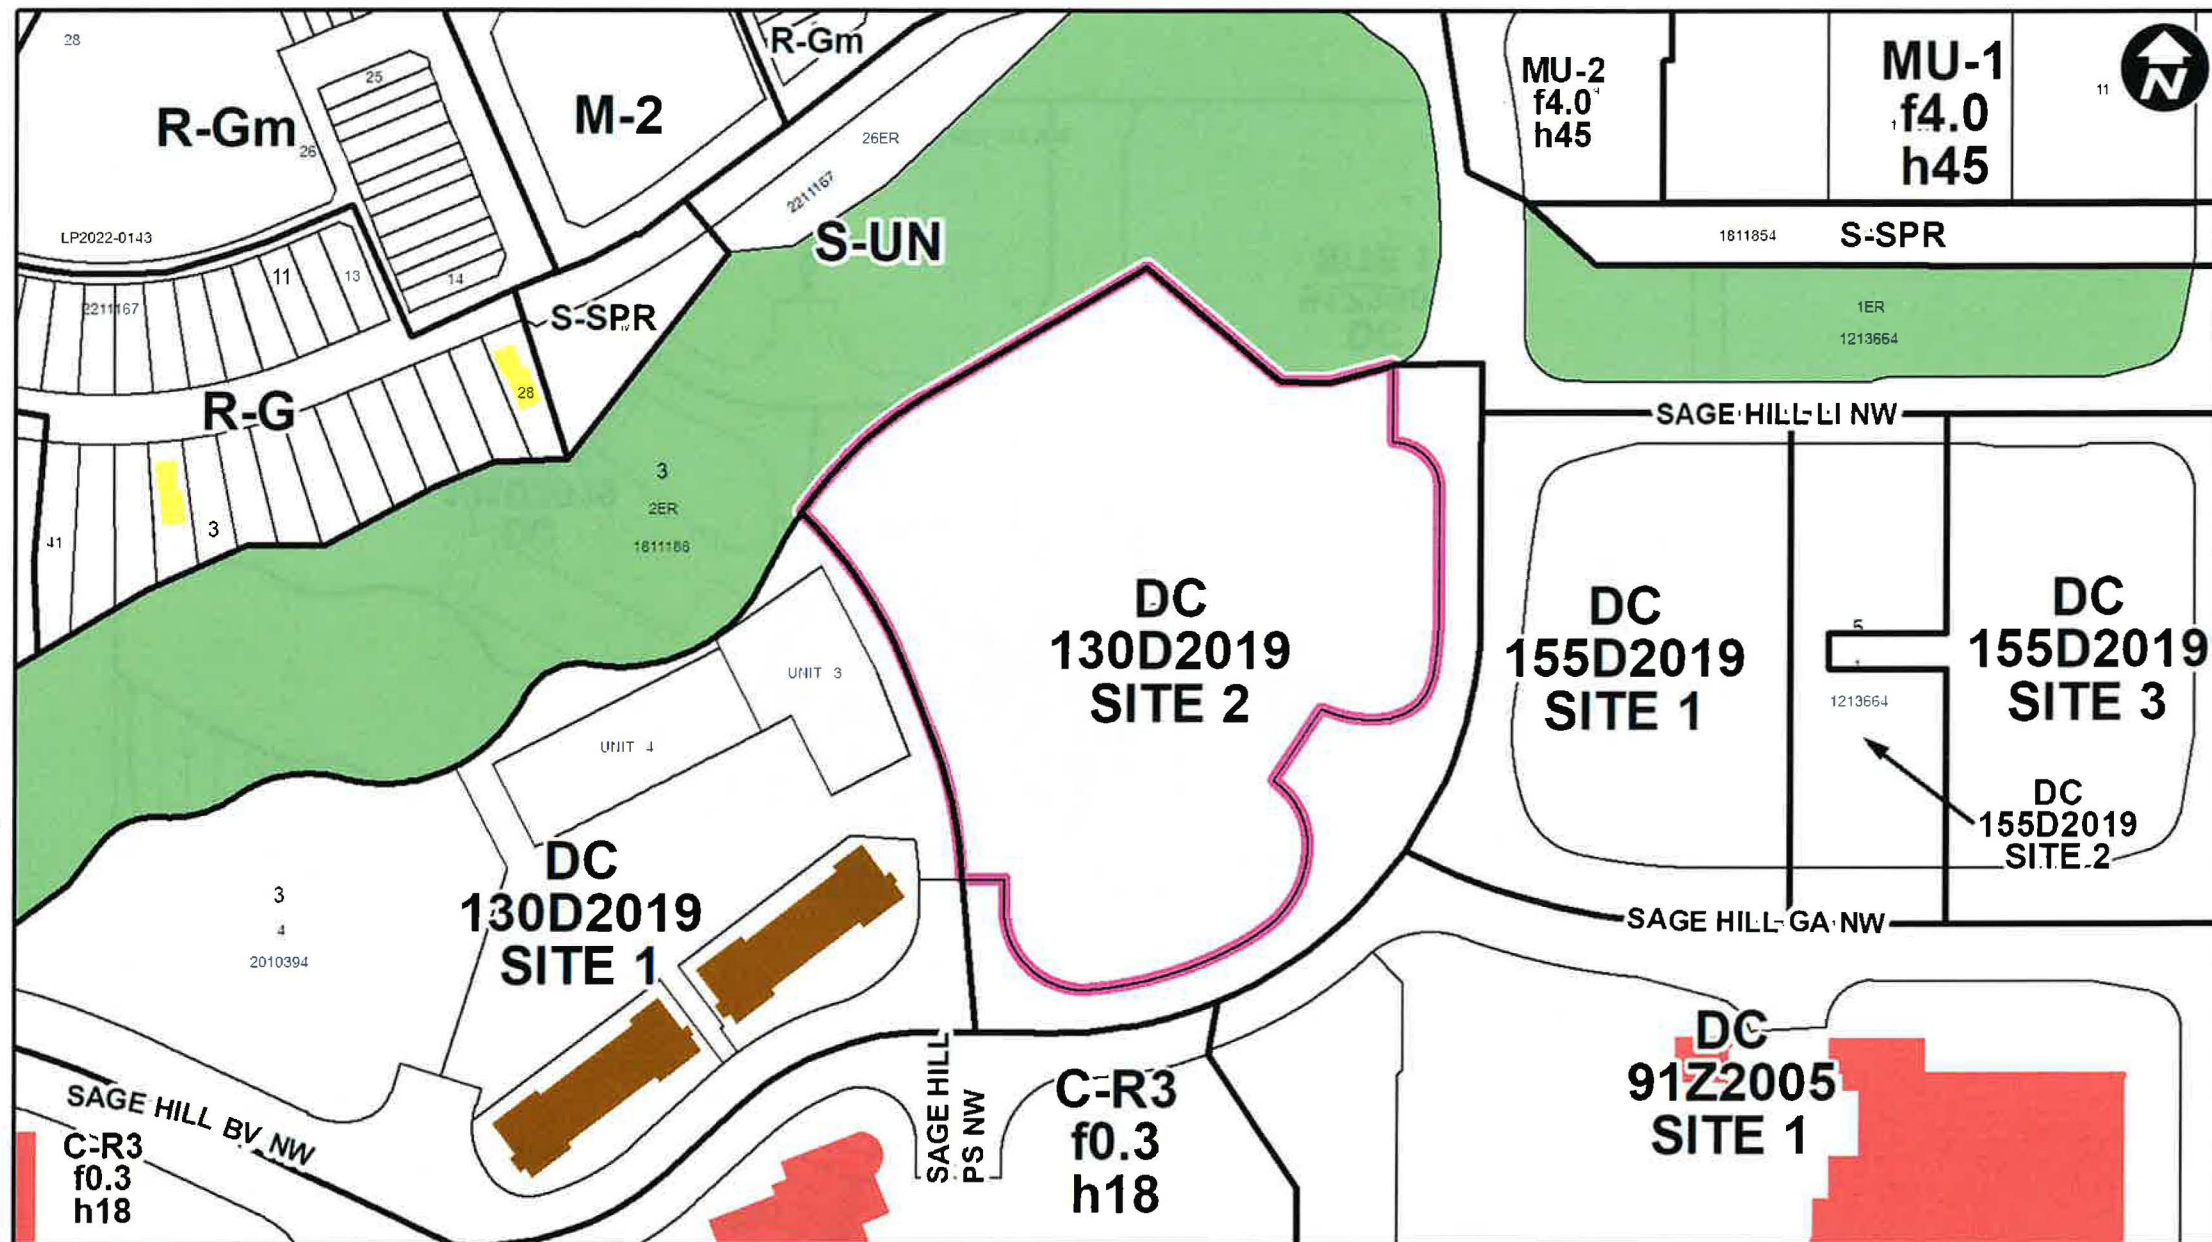 28
25
R-Gm
M-2
R-Gm
26
26ER
2211167
LP2022-0143
11
13
14
2211167
S-SPR
S-UN
MU-2
f4.0
h45
MU-1
f4.0
h45
11
N
1811854
S-SPR
1ER
1213664
R-G
28
3
41
3
2ER
1811186
SAGE HILL LI NW
UNIT 3
UNIT 4
DC
130D2019
SITE 2
DC
155D2019
SITE 1
5
1
1213664
DC
155D2019
SITE 3
DC
155D2019
SITE 2
DC
130D2019
SITE 1
3
4
2010394
SAGE HILL GA NW
SAGE HILL BV NW
C-R3
f0.3
h18
SAGE HILL
PS NW
C-R3
f0.3
h18
DC
91Z2005
SITE 1